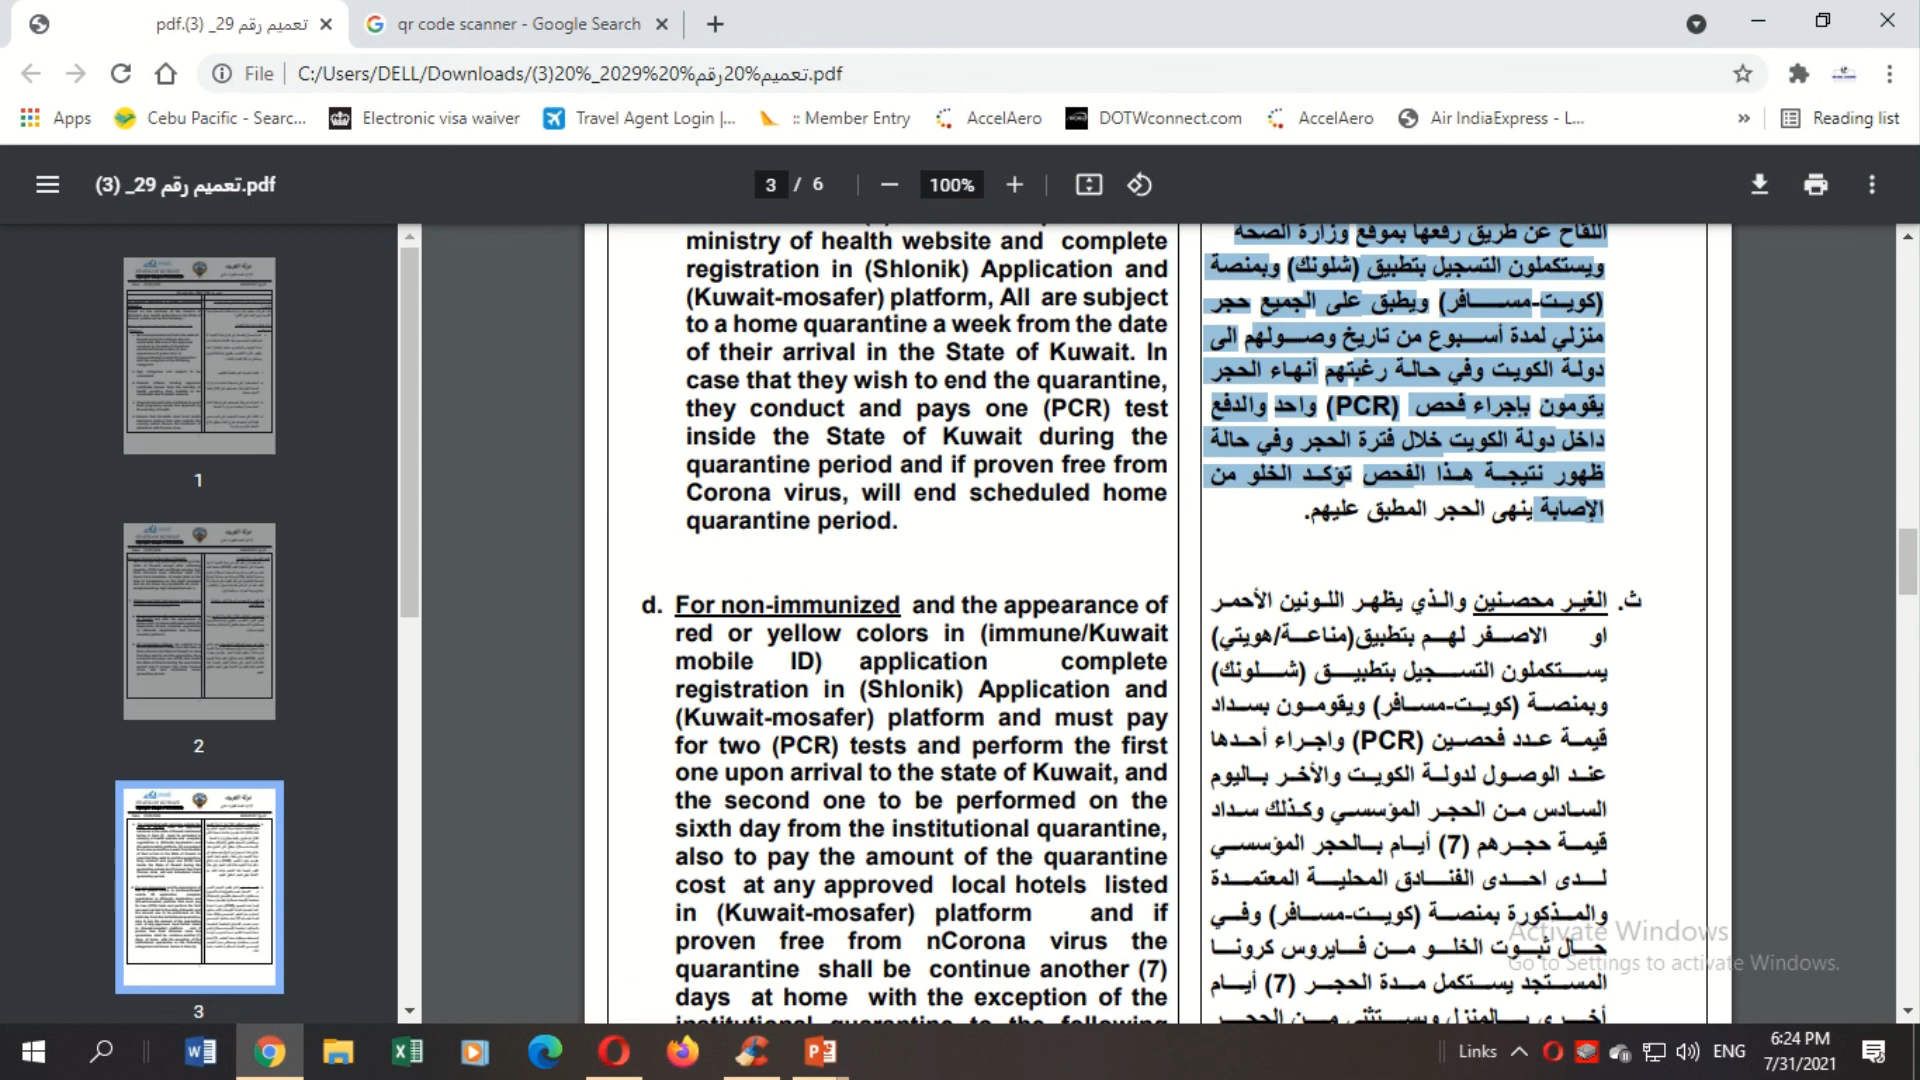 تعميم رقم 29_ (3).pdf
qr code scanner - Google Search
File
C:/Users/DELL/Downloads/(3)20%_2029%20%تعميم20%رقم.pdf
Apps
Cebu Pacific - Searc...
Electronic visa waiver
Travel Agent Login |...
:: Member Entry
AccelAero
DOTWconnect.com
AccelAero
Air IndiaExpress - L...
Reading list
تعميم رقم 29_ (3).pdf
3 / 6
100%
1
2
3
ministry of health website and complete
registration in (Shlonik) Application and
(Kuwait-mosafer) platform, All are subject
to a home quarantine a week from the date
of their arrival in the State of Kuwait. In
case that they wish to end the quarantine,
they conduct and pays one (PCR) test
inside the State of Kuwait during the
quarantine period and if proven free from
Corona virus, will end scheduled home
quarantine period.
d. For non-immunized and the appearance of
red or yellow colors in (immune/Kuwait
mobile ID) application complete
registration in (Shlonik) Application and
(Kuwait-mosafer) platform and must pay
for two (PCR) tests and perform the first
one upon arrival to the state of Kuwait, and
the second one to be performed on the
sixth day from the institutional quarantine,
also to pay the amount of the quarantine
cost at any approved local hotels listed
in (Kuwait-mosafer) platform and if
proven free from nCorona virus the
quarantine shall be continue another (7)
days at home with the exception of the
institutional quarantine to the following
اللقاح عن طريق رفعها بموقع وزارة الصحة
ويستكملون التسجيل بتطبيق (شلونك) وبمنصة
(كويت-مسافر) ويطبق على الجميع حجر
منزلي لمدة أسبوع من تاريخ وصولهم الى
دولة الكويت وفي حالة رغبتهم أنهاء الحجر
يقومون بإجراء فحص (PCR) واحد والدفع
داخل دولة الكويت خلال فترة الحجر وفي حالة
ظهور نتيجة هذا الفحص تؤكد الخلو من
الإصابة ينهى الحجر المطبق عليهم.
ث. الغير محصنين والذي يظهر اللونين الأحمر
او الاصفر لهم بتطبيق(مناعة/هويتي)
يستكملون التسجيل بتطبيق (شلونك)
وبمنصة (كويت-مسافر) ويقومون بسداد
قيمة عدد فحصين (PCR) واجراء أحدها
عند الوصول لدولة الكويت والأخر باليوم
السادس من الحجر المؤسسي وكذلك سداد
قيمة حجرهم (7) أيام بالحجر المؤسسي
لدى احدى الفنادق المحلية المعتمدة
والمذكورة بمنصة (كويت-مسافر) وفي
حال ثبوت الخلو من فايروس كرونا
المستجد يستكمل مدة الحجر (7) أيام
أخرى بالمنزل ويستثنى من الحجر
Activate Windows
Go to Settings to activate Windows.
Links
ENG
6:24 PM
7/31/2021